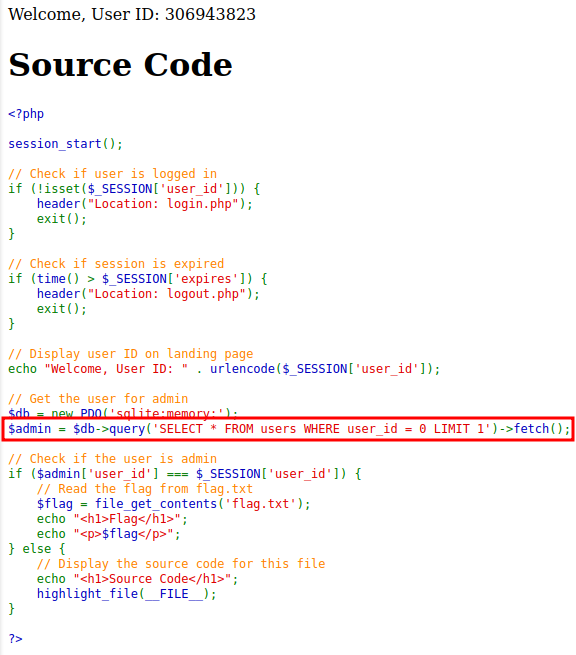 Welcome, User ID: 306943823
Source Code
<?php
session_start();
// Check if user is logged in
if (!isset($_SESSION['user_id'])) {
    header("Location: login.php");
    exit();
}
// Check if session is expired
if (time() > $_SESSION['expires']) {
    header("Location: logout.php");
    exit();
}
// Display user ID on landing page
echo "Welcome, User ID: " . urlencode($_SESSION['user_id']);
// Get the user for admin
$db = new PDO('sqlite:memory:');
$admin = $db->query('SELECT * FROM users WHERE user_id = 0 LIMIT 1')->fetch();
// Check if the user is admin
if ($admin['user_id'] === $_SESSION['user_id']) {
    // Read the flag from flag.txt
    $flag = file_get_contents('flag.txt');
    echo "<h1>Flag</h1>";
    echo "<p>$flag</p>";
} else {
    // Display the source code for this file
    echo "<h1>Source Code</h1>";
    highlight_file(__FILE__);
}
?>